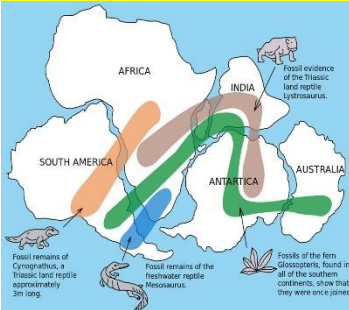 Fossil evidence
of the Triassic
land reptile
Lystrosaurus.
AFRICA
INDIA
SOUTH AMERICA
ANTARTICA
AUSTRALIA
Fossil remains of
Cynognathus, a
Triassic land reptile
approximately
3m long.
Fossil remains of the
freshwater reptile
Mesosaurus.
Fossils of the fern
Glossopteris, found in
all of the southern
continents, show that
they were once joined